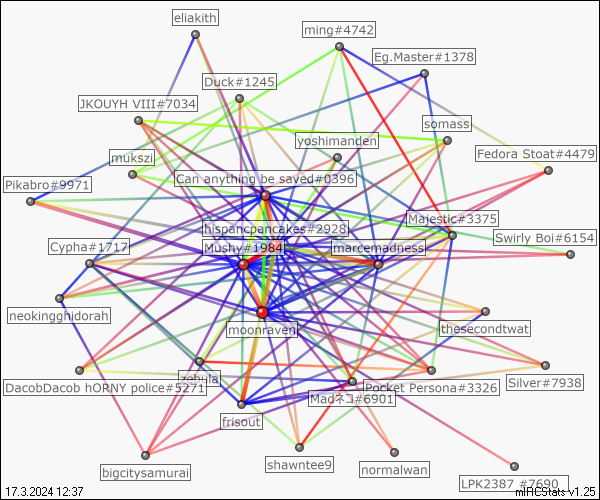 eliakith
ming#4742
Eg.Master#1378
Duck#1245
JKOUYH VIII#7034
somass
yoshimanden
mukszi
Fedora Stoat#4479
Can anything be saved#0396
Pikabro#9971
Majestic#3375
hispancpancakes#2928
Swirly Boi#6154
Cypha#1717
Mushy#1984
marcemadness
neokingghidorah
moonraven
thesecondtwat
zebula
DacobDacob hORNY police#5271
Pocket Persona#3326
Silver#7938
Madネコ#6901
frisout
shawntee9
bigcitysamurai
normalwan
LPK2387 #7690
17.3.2024 12:37
mIRCStats v1.25